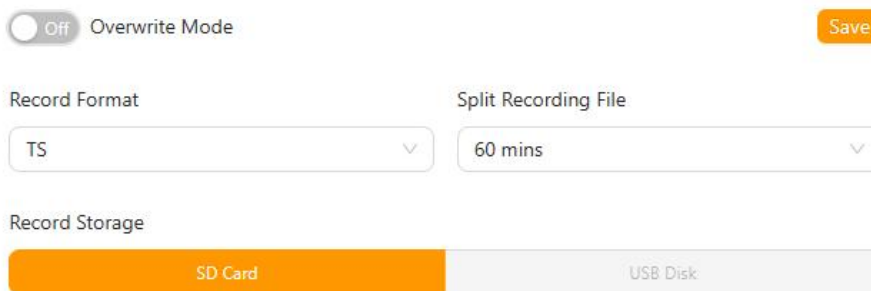 Off Overwrite Mode Save
Record Format Split Recording File
TS 60 mins
Record Storage
SD Card USB Disk